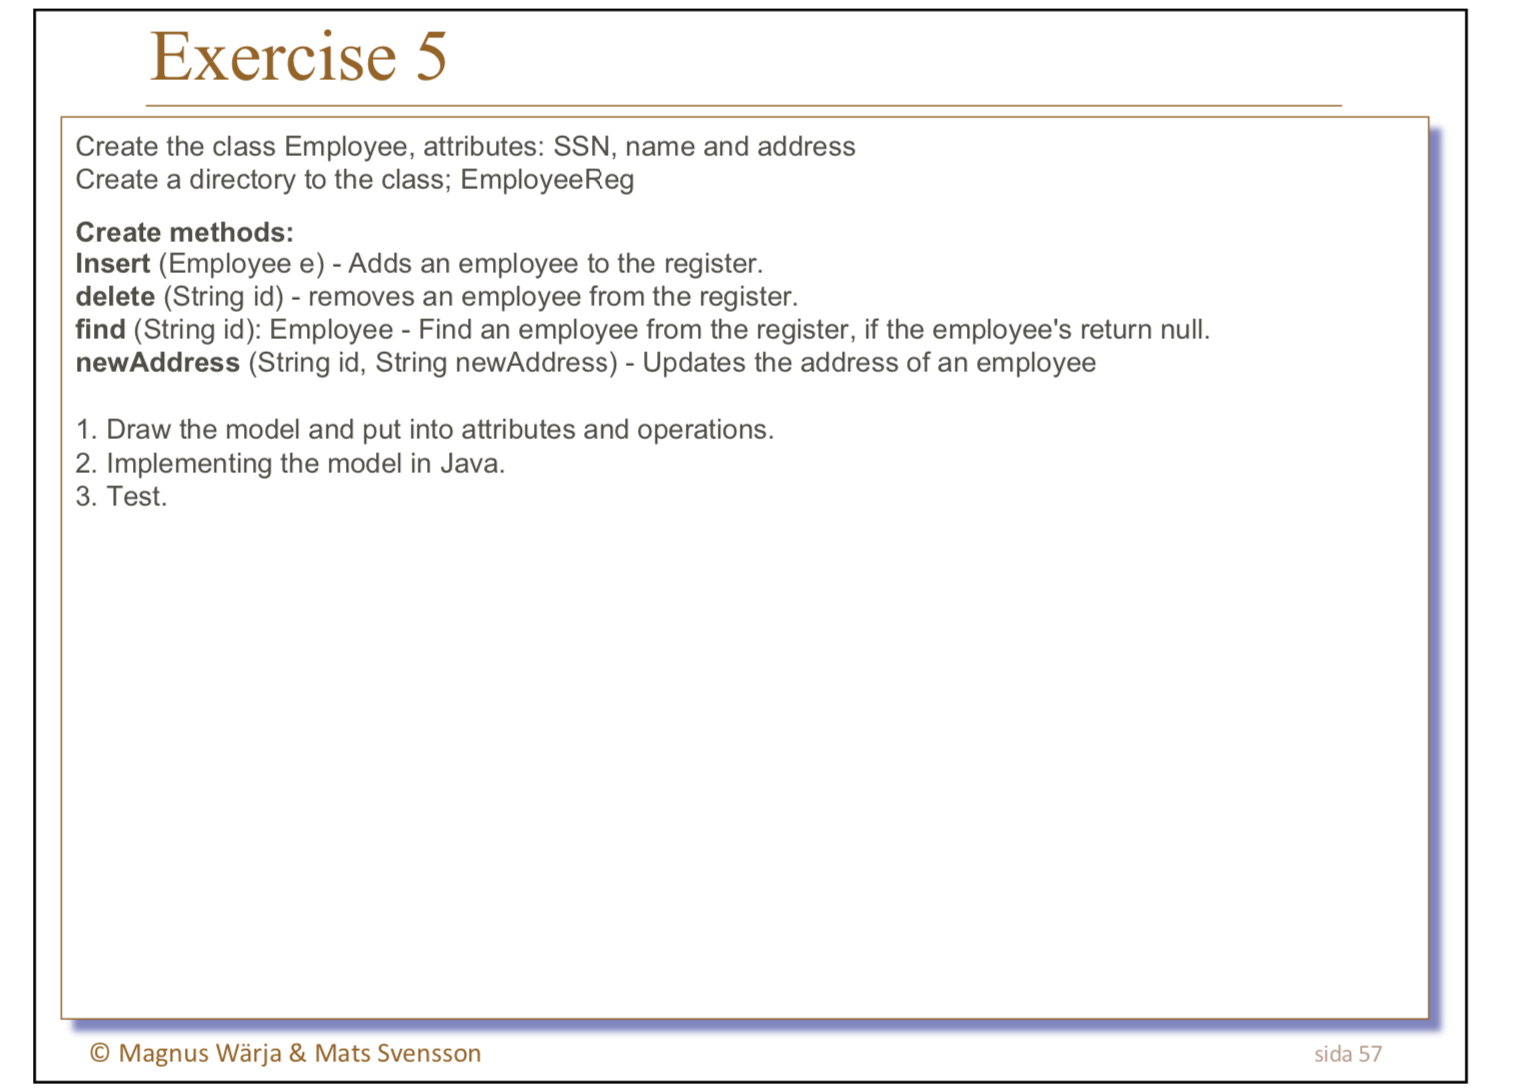 Exercise 5
Create the class Employee, attributes: SSN, name and address
Create a directory to the class; EmployeeReg
Create methods:
Insert (Employee e) - Adds an employee to the register.
delete (String id) - removes an employee from the register.
find (String id): Employee - Find an employee from the register, if the employee's return null.
newAddress (String id, String newAddress) - Updates the address of an employee
1. Draw the model and put into attributes and operations.
2. Implementing the model in Java.
3. Test.
© Magnus Wärja & Mats Svensson
sida 57